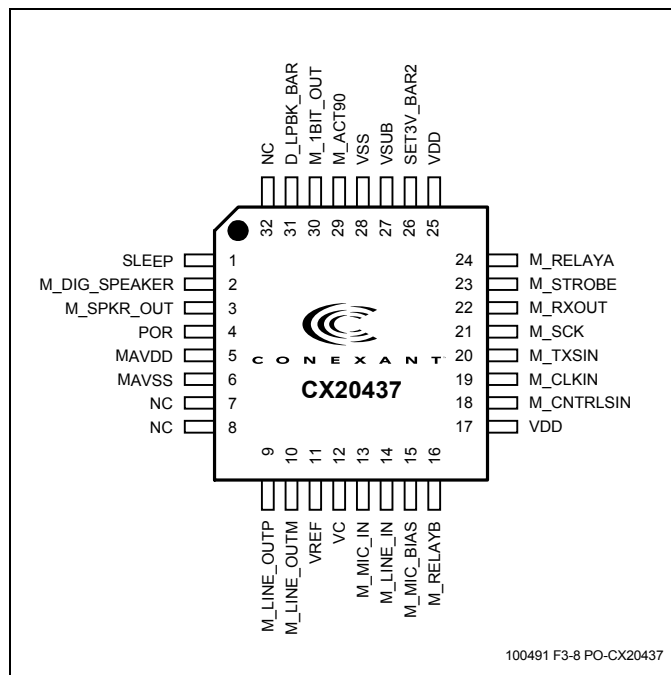 NC
D_LPBK_BAR
M_1BIT_OUT
M_ACT90
VSS
VSUB
SET3V_BAR2
VDD
32
31
30
29
28
27
26
25
SLEEP 1
M_DIG_SPEAKER 2
M_SPKR_OUT 3
POR 4
MAVDD 5
MAVSS 6
NC 7
NC 8
CONEXANT
CX20437
24 M_RELAYA
23 M_STROBE
22 M_RXOUT
21 M_SCK
20 M_TXSIN
19 M_CLKIN
18 M_CNTRLSIN
17 VDD
9
10
11
12
13
14
15
16
M_LINE_OUTP
M_LINE_OUTM
VREF
VC
M_MIC_IN
M_LINE_IN
M_MIC_BIAS
M_RELAYB
100491 F3-8 PO-CX20437